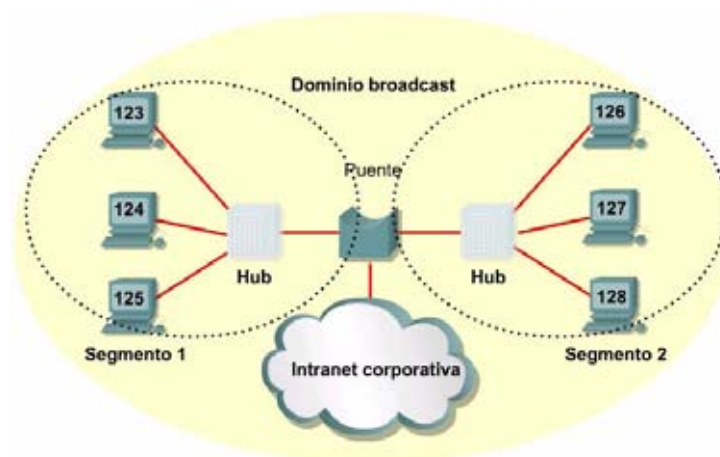 Dominio broadcast
123
126
Puente
124
127
Hub
Hub
125
128
Segmento 1
Segmento 2
Intranet corporativa